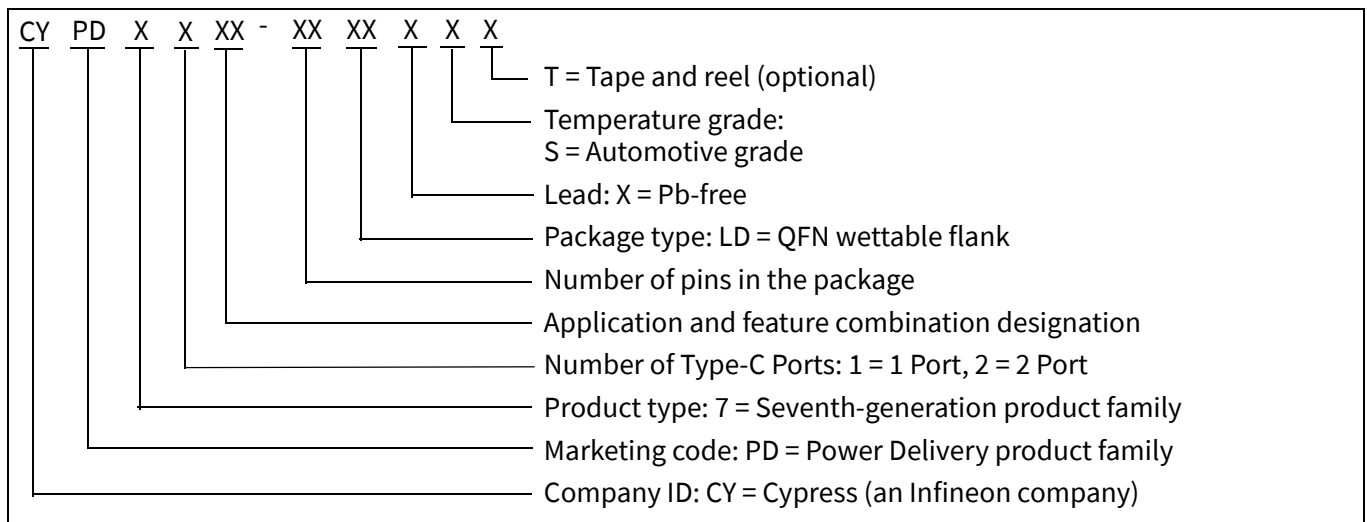 CY PD X X XX - XX XX X X X
T = Tape and reel (optional)
Temperature grade:
S = Automotive grade
Lead: X = Pb-free
Package type: LD = QFN wettable flank
Number of pins in the package
Application and feature combination designation
Number of Type-C Ports: 1 = 1 Port, 2 = 2 Port
Product type: 7 = Seventh-generation product family
Marketing code: PD = Power Delivery product family
Company ID: CY = Cypress (an Infineon company)